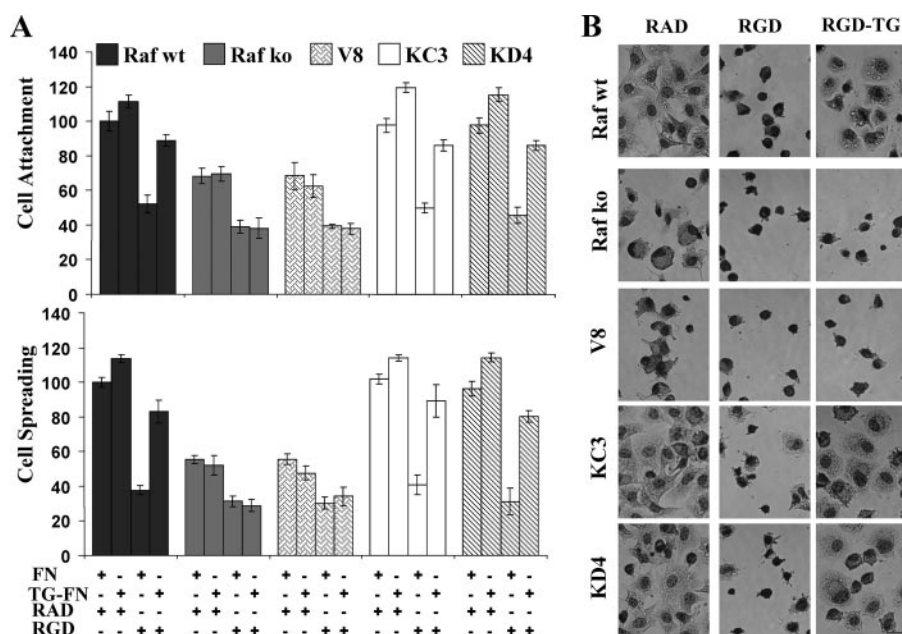 A
Raf wt Raf ko V8 KC3 KD4
Cell Attachment
140
120
100
80
60
40
20
0
Cell Spreading
140
120
100
80
60
40
20
0
FN + - + - + - + - + - + - + - + - + - + -
TG-FN - + - + - + - + - + - + - + - + - + - +
RAD + + - - + + - - + + - - + + - - + + - -
RGD - - + + - - + + - - + + - - + + - - + +
B
RAD RGD RGD-TG
Raf wt
Raf ko
V8
KC3
KD4